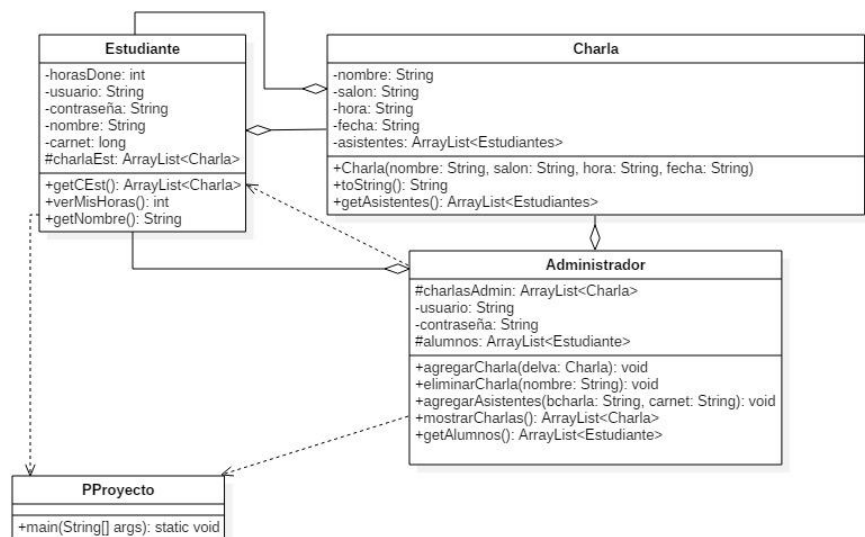 Estudiante
-horasDone: int
-usuario: String
-contraseña: String
-nombre: String
-carnet: long
#charlaEst: ArrayList<Charla>
+getCEst(): ArrayList<Charla>
+verMisHoras(): int
+getNombre(): String
Charla
-nombre: String
-salon: String
-hora: String
-fecha: String
-asistentes: ArrayList<Estudiantes>
+Charla(nombre: String, salon: String, hora: String, fecha: String)
+toString(): String
+getAsistentes(): ArrayList<Estudiantes>
Administrador
#charlasAdmin: ArrayList<Charla>
-usuario: String
-contraseña: String
#alumnos: ArrayList<Estudiante>
+agregarCharla(delva: Charla): void
+eliminarCharla(nombre: String): void
+agregarAsistentes(bcharla: String, carnet: String): void
+mostrarCharlas(): ArrayList<Charla>
+getAlumnos(): ArrayList<Estudiante>
PProyecto
+main(String[] args): static void